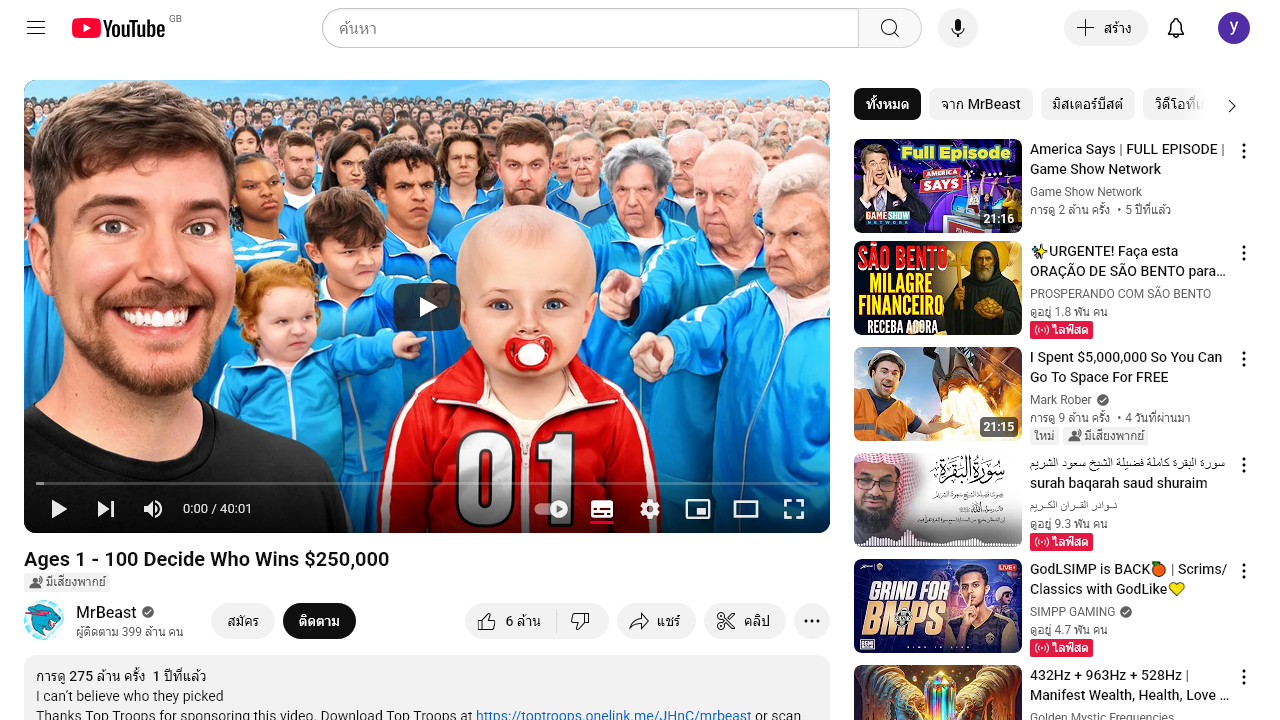 YouTube GB
ค้นหา
สร้าง
y
01
0:00 / 40:01
Ages 1 - 100 Decide Who Wins $250,000
มีเสียงพากย์
MrBeast
ผู้ติดตาม 399 ล้าน คน
สมัคร
ติดตาม
6 ล้าน
แชร์
คลิป
การดู 275 ล้าน ครั้ง 1 ปีที่แล้ว
I can't believe who they picked
Thanks Top Troops for sponsoring this video. Download Top Troops at https://toptroops.onelink.me/JHnC/mrbeast or scan
ทั้งหมด
จาก MrBeast
มิสเตอร์บีสต์
Full Episode
AMERICA SAYS
GAME SHOW NETWORK
21:16
America Says | FULL EPISODE |
Game Show Network
Game Show Network
การดู 2 ล้าน ครั้ง • 5 ปีที่แล้ว
SÃO BENTO
MILAGRE
FINANCEIRO
RECEBA AGORA
✨URGENTE! Faça esta
ORAÇÃO DE SÃO BENTO para…
PROSPERANDO COM SÃO BENTO
ดูอยู่ 1.8 พัน คน
ไลฟ์สด
21:15
I Spent $5,000,000 So You Can
Go To Space For FREE
Mark Rober
การดู 9 ล้าน ครั้ง • 4 วันที่ผ่านมา
ใหม่ มีเสียงพากย์
سورة البقرة كاملة فضيلة الشيخ سعود الشريم
surah baqarah saud shuraim
نـوادر القـران الكـريم
ดูอยู่ 9.3 พัน คน
ไลฟ์สด
LIVE
GRIND FOR
BMPS
GodLSIMP is BACK🍊 | Scrims/
Classics with GodLike💛
SIMPP GAMING
ดูอยู่ 4.7 พัน คน
ไลฟ์สด
432Hz + 963Hz + 528Hz |
Manifest Wealth, Health, Love …
Golden Mystic Frequencies